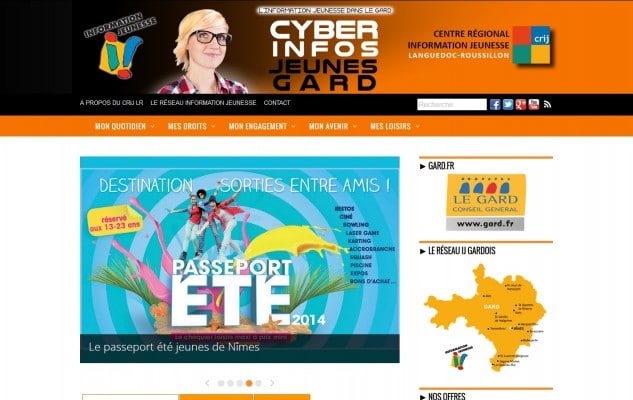 L'INFORMATION JEUNESSE DANS LE GARD
INFORMATION JEUNESSE
CYBER
INFOS
JEUNES
GARD
CENTRE RÉGIONAL
INFORMATION JEUNESSE
LANGUEDOC-ROUSSILLON
crij
A PROPOS DU CRIJ LR LE RÉSEAU INFORMATION JEUNESSE CONTACT
Recherche
MON QUOTIDIEN MES DROITS MON ENGAGEMENT MON AVENIR MES LOISIRS
DESTINATION SORTIES ENTRE AMIS !
réservé
aux 13-23 ans
RESTOS
CINÉ
BOWLING
LASER GAME
KARTING
ACCROBRANCHE
SQUASH
PISCINE
EXPOS
BONS D'ACHAT...
PASSEPORT
ÉTÉ
2014
Le chéquier loisirs maxi à prix mini
Le passeport été jeunes de Nîmes
► GARD.FR
LE GARD
CONSEIL GÉNÉRAL
www.gard.fr
► LE RÉSEAU IJ GARDOIS
GARD
INFORMATION JEUNESSE
► NOS OFFRES